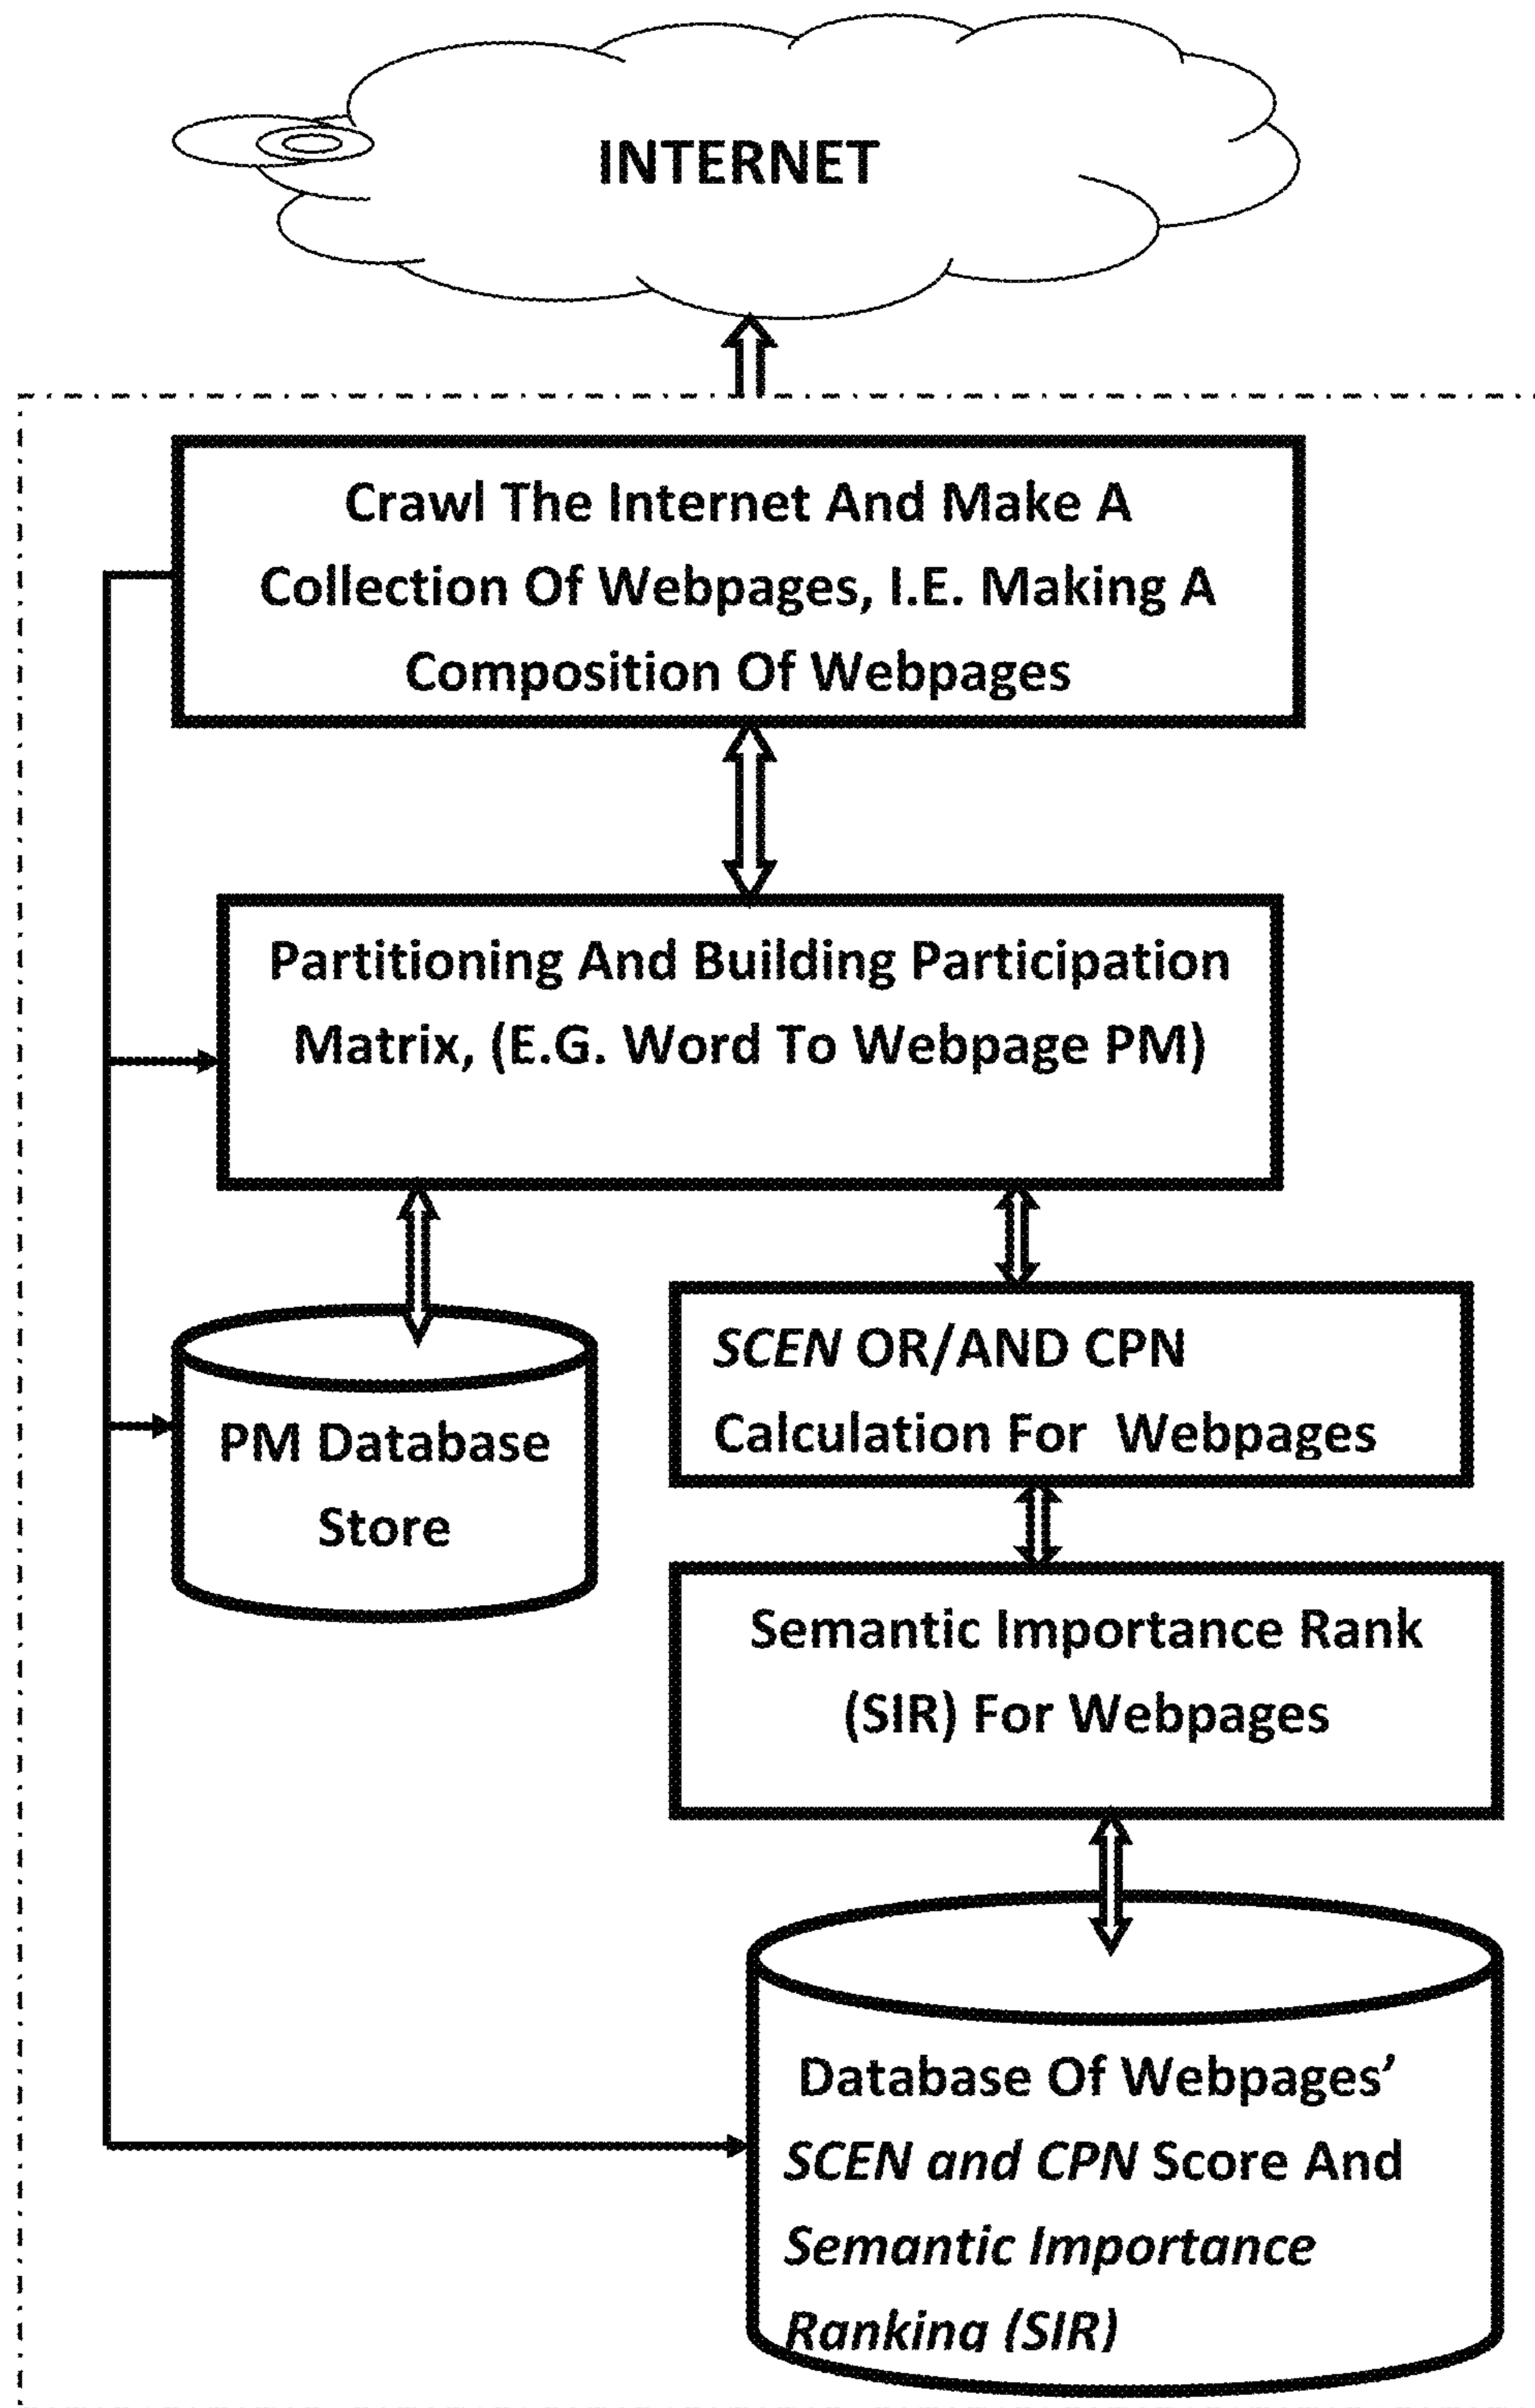 INTERNET
Crawl The Internet And Make A
Collection Of Webpages, I.E. Making A
Composition Of Webpages
Partitioning And Building Participation
Matrix, (E.G. Word To Webpage PM)
PM Database
Store
SCEN OR/AND CPN
Calculation For Webpages
Semantic Importance Rank
(SIR) For Webpages
Database Of Webpages’
SCEN and CPN Score And
Semantic Importance
Ranking (SIR)